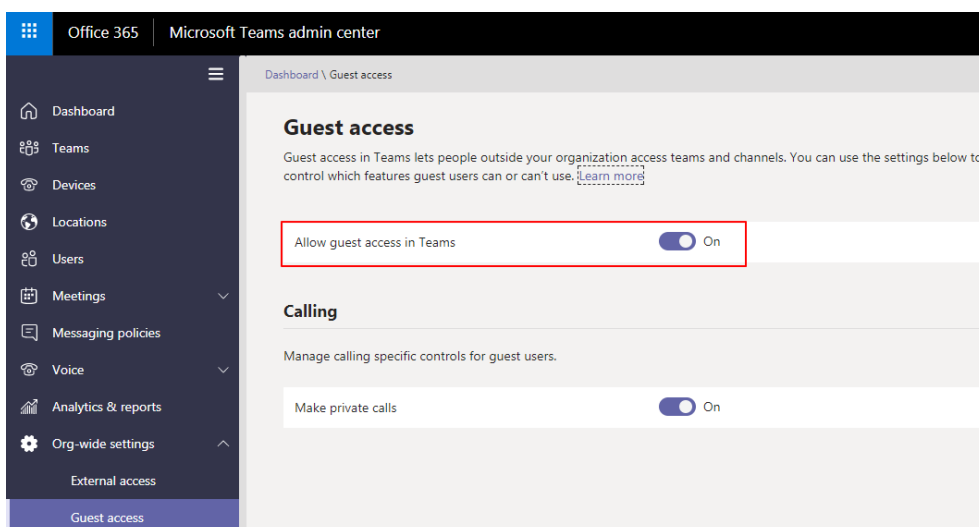 Office 365 Microsoft Teams admin center
Dashboard \ Guest access
Dashboard
Teams
Devices
Locations
Users
Meetings
Messaging policies
Voice
Analytics & reports
Org-wide settings
External access
Guest access
Guest access
Guest access in Teams lets people outside your organization access teams and channels. You can use the settings below to
control which features guest users can or can't use. Learn more
Allow guest access in Teams On
Calling
Manage calling specific controls for guest users.
Make private calls On